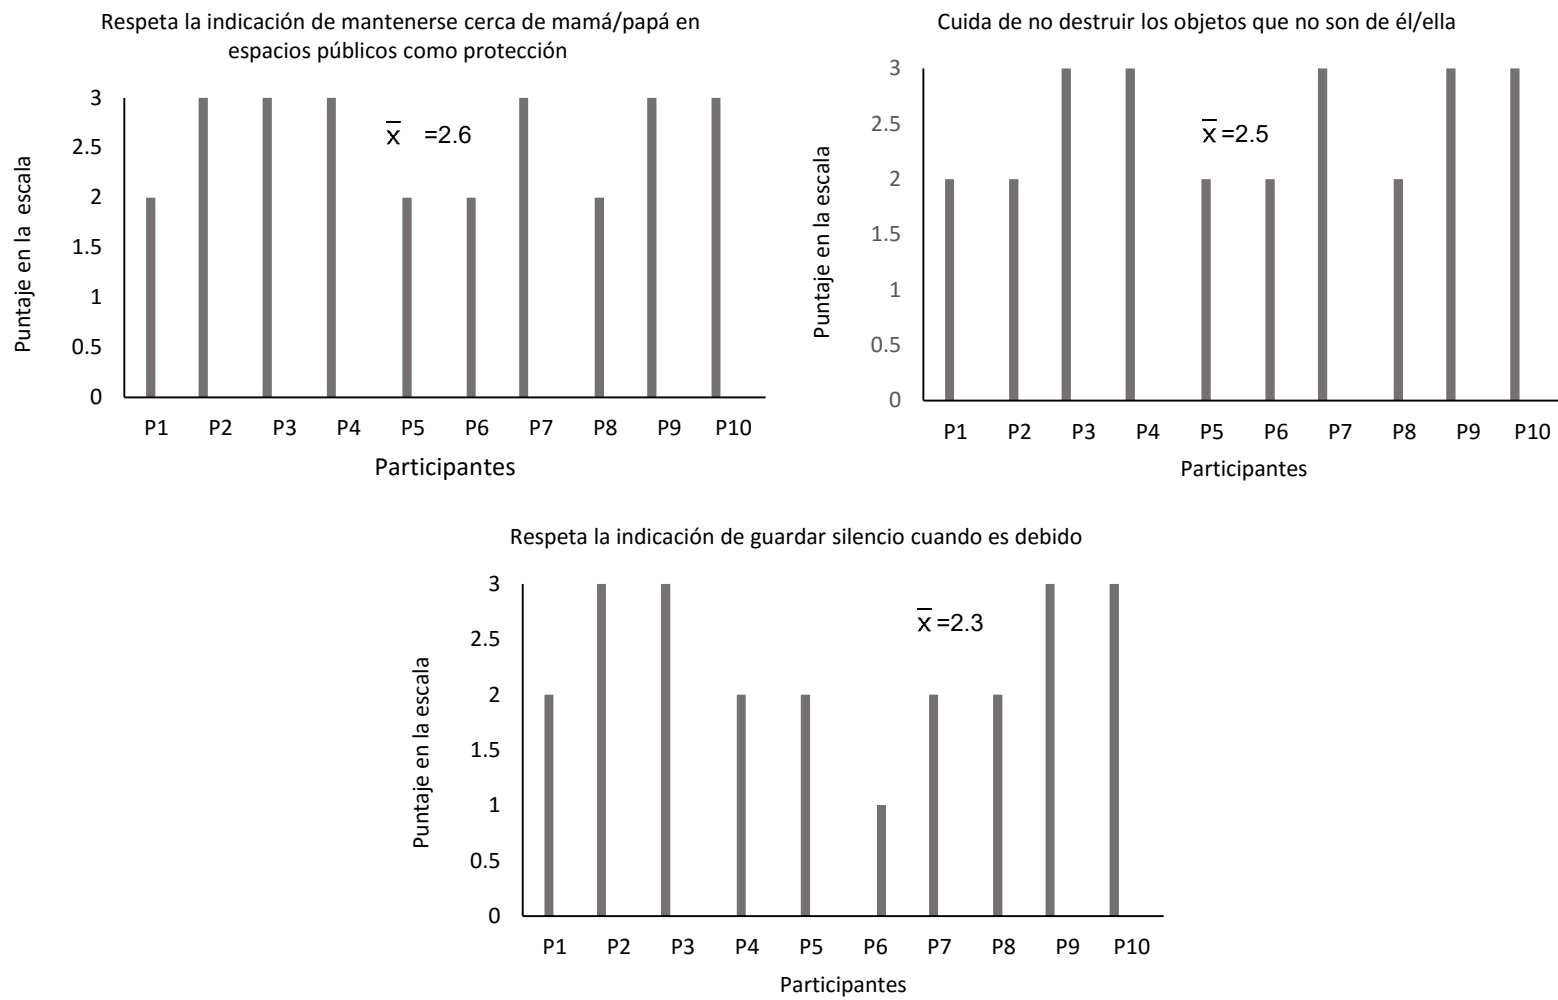 Respeta la indicación de mantenerse cerca de mamá/papá en
espacios públicos como protección
3
2.5
2
1.5
1
0.5
0
Puntaje en la escala
x̅ =2.6
P1 P2 P3 P4 P5 P6 P7 P8 P9 P10
Participantes
Cuida de no destruir los objetos que no son de él/ella
3
2.5
2
1.5
1
0.5
0
Puntaje en la escala
x̅ =2.5
P1 P2 P3 P4 P5 P6 P7 P8 P9 P10
Participantes
Respeta la indicación de guardar silencio cuando es debido
3
2.5
2
1.5
1
0.5
0
Puntaje en la escala
x̅ =2.3
P1 P2 P3 P4 P5 P6 P7 P8 P9 P10
Participantes